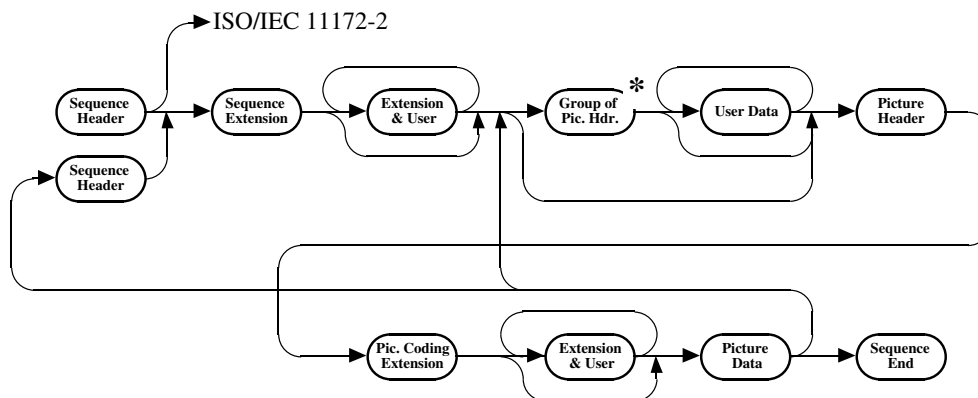 ISO/IEC 11172-2
Sequence
Header
Sequence
Extension
Extension
& User
Group of
Pic. Hdr.
*
User Data
Picture
Header
Sequence
Header
Pic. Coding
Extension
Extension
& User
Picture
Data
Sequence
End